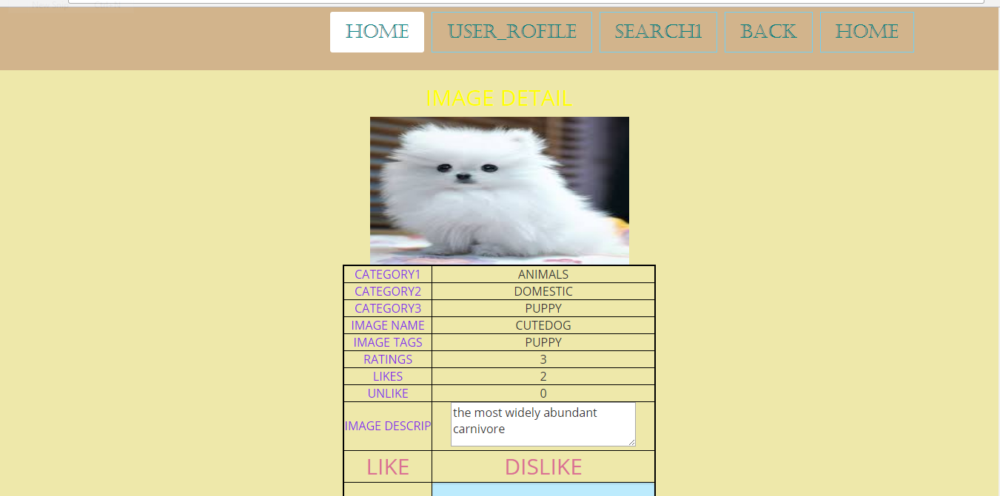 HOME USER_ROFILE SEARCH1 BACK HOME
IMAGE DETAIL
CATEGORY1 ANIMALS
CATEGORY2 DOMESTIC
CATEGORY3 PUPPY
IMAGE NAME CUTEDOG
IMAGE TAGS PUPPY
RATINGS 3
LIKES 2
UNLIKE 0
IMAGE DESCRIP the most widely abundant
carnivore
LIKE DISLIKE